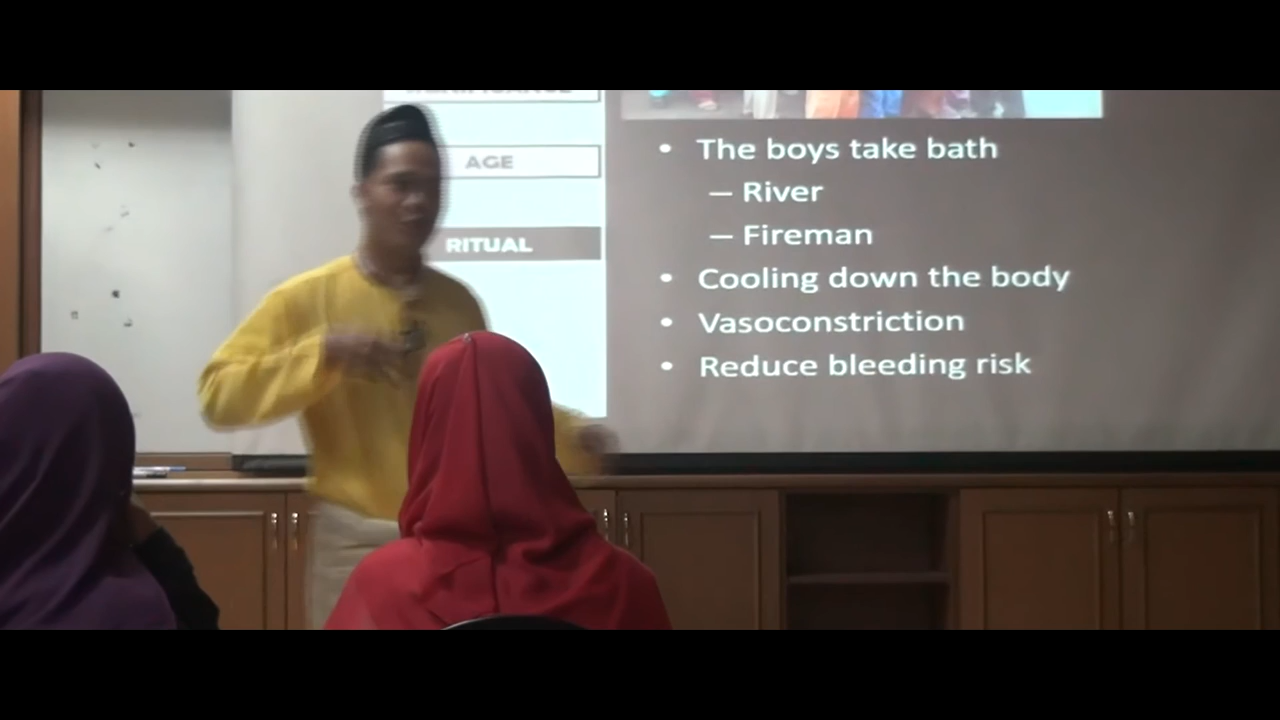 AGE
RITUAL
• The boys take bath
– River
– Fireman
• Cooling down the body
• Vasoconstriction
• Reduce bleeding risk